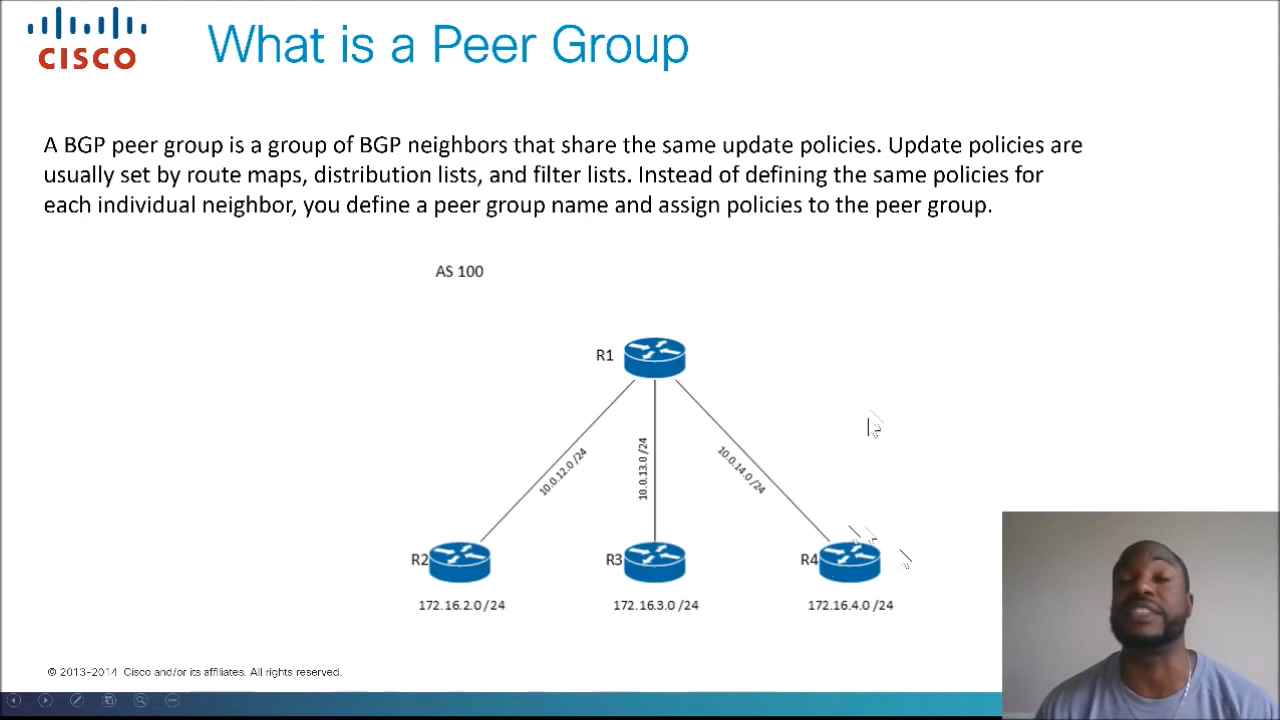 CISCO
What is a Peer Group
A BGP peer group is a group of BGP neighbors that share the same update policies. Update policies are
usually set by route maps, distribution lists, and filter lists. Instead of defining the same policies for
each individual neighbor, you define a peer group name and assign policies to the peer group.
AS 100
R1
10.0.12.0 /24
10.0.13.0 /24
10.0.14.0 /24
R2
R3
R4
172.16.2.0 /24
172.16.3.0 /24
172.16.4.0 /24
© 2013-2014 Cisco and/or its affiliates. All rights reserved.